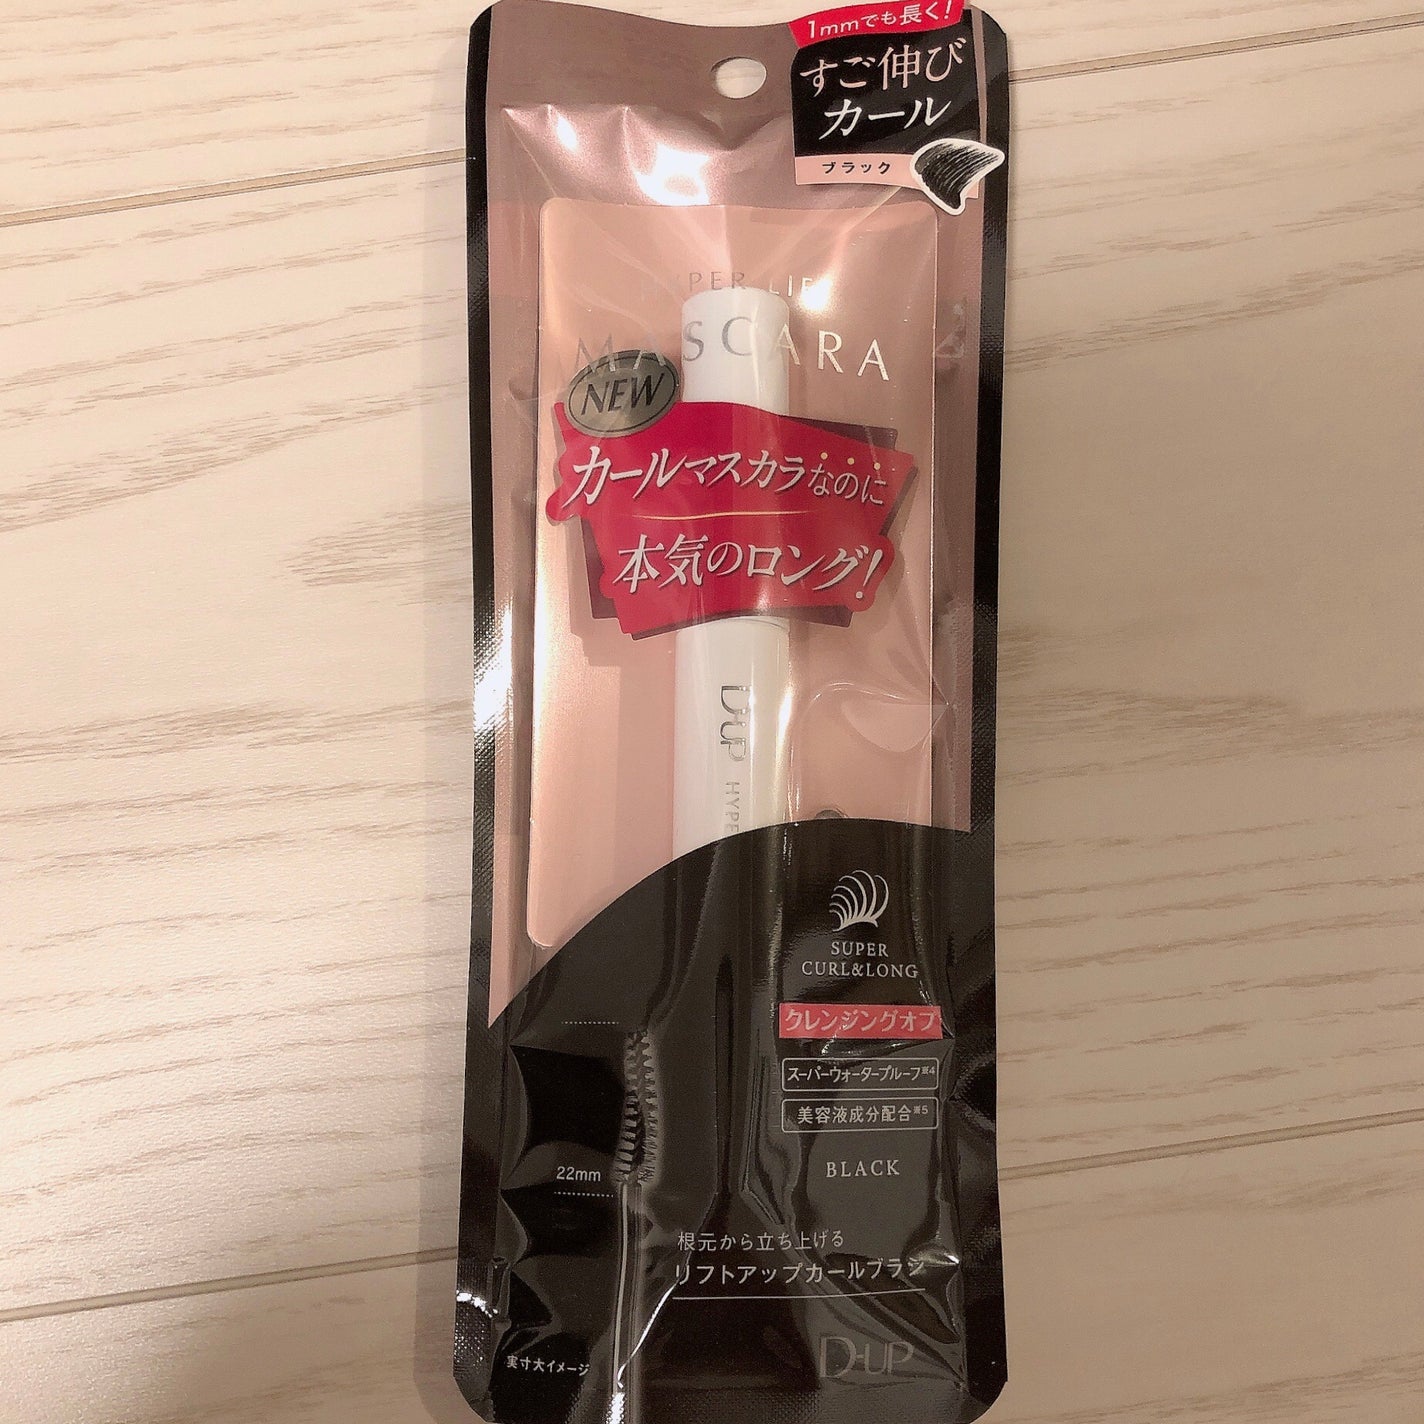 1mmでも長く!
すご伸び
カール
ブラック
HYPER LIF
MASCARA
NEW
カールマスカラなのに
本気のロング!
D-UP HYPE
SUPER
CURL&LONG
クレンジングオフ
スーパーウォータープルーフ※4
美容液成分配合※5
22mm
BLACK
根元から立ち上げる
リフトアップカールブラシ
実寸大イメージ
D-UP